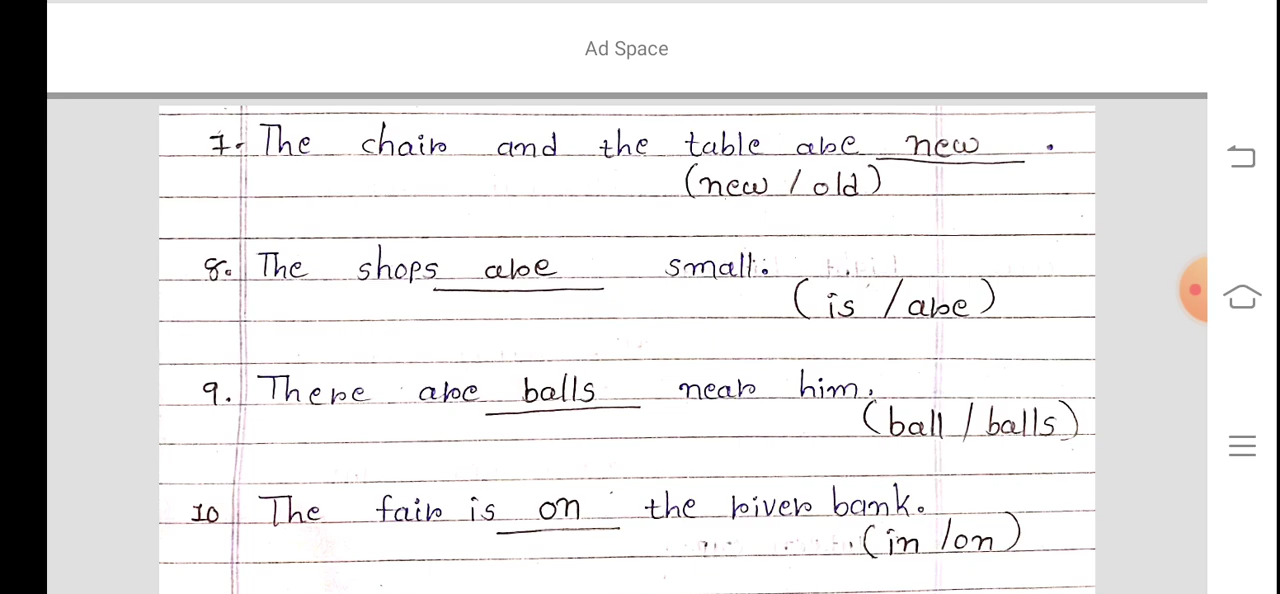 Ad Space
7. The chair and the table are new .
(new / old)
8. The shops are small.
(is / are)
9. There are balls near him.
(ball / balls)
10 The fair is on the river bank.
(in / on)